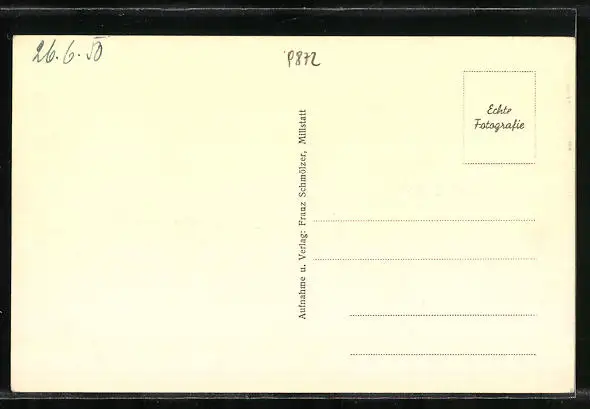 26.6.50
P872
Echte
Fotografie
Aufnahme u. Verlag: Franz Schmölzer, Millstatt